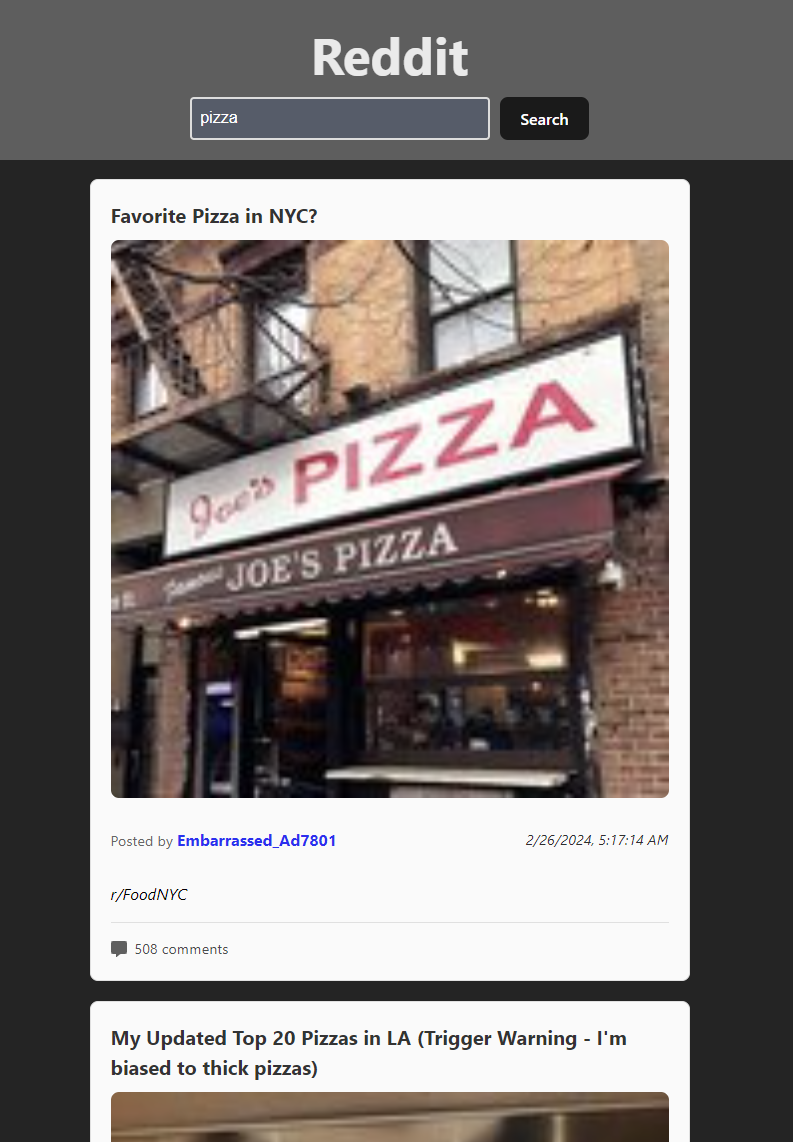 Reddit
pizza
Search
Favorite Pizza in NYC?
Joe's PIZZA
Famous JOE'S PIZZA
Posted by Embarrassed_Ad7801
2/26/2024, 5:17:14 AM
r/FoodNYC
508 comments
My Updated Top 20 Pizzas in LA (Trigger Warning - I'm
biased to thick pizzas)